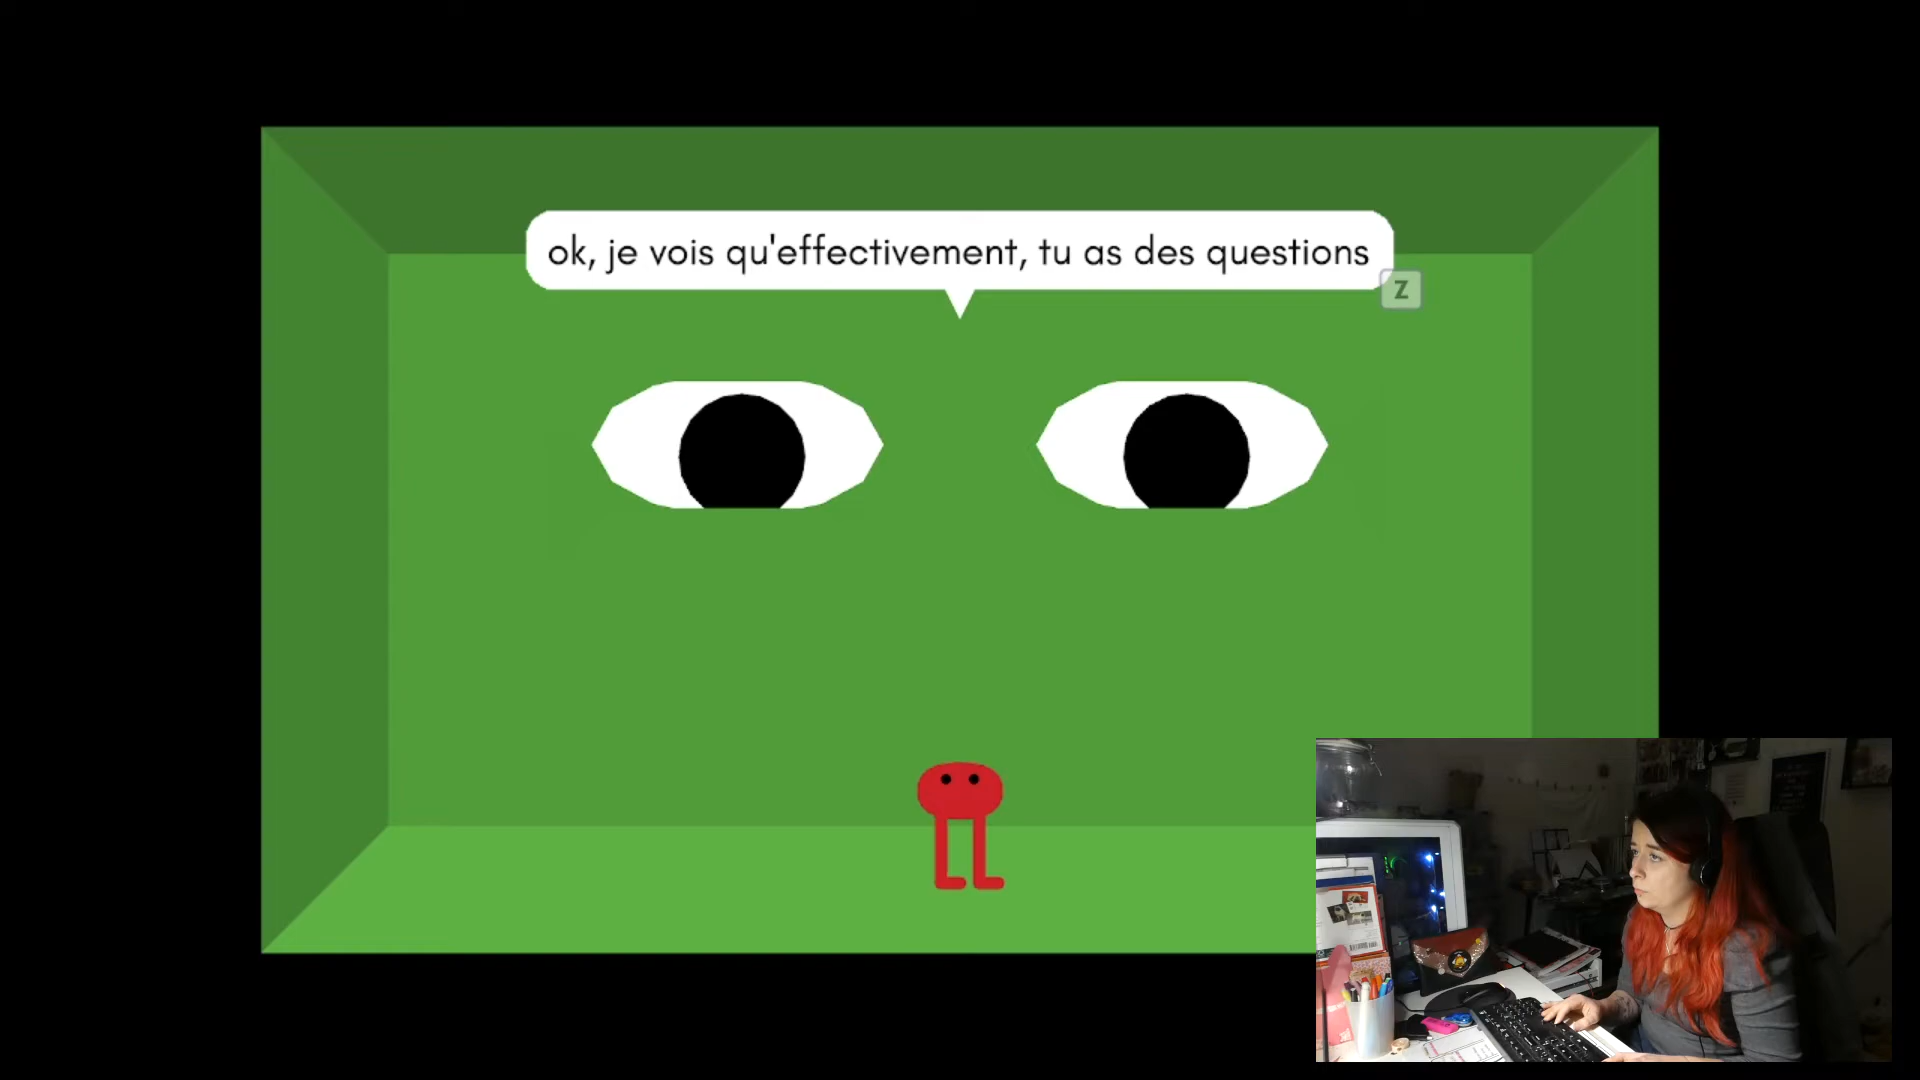 ok, je vois qu'effectivement, tu as des questions
Z